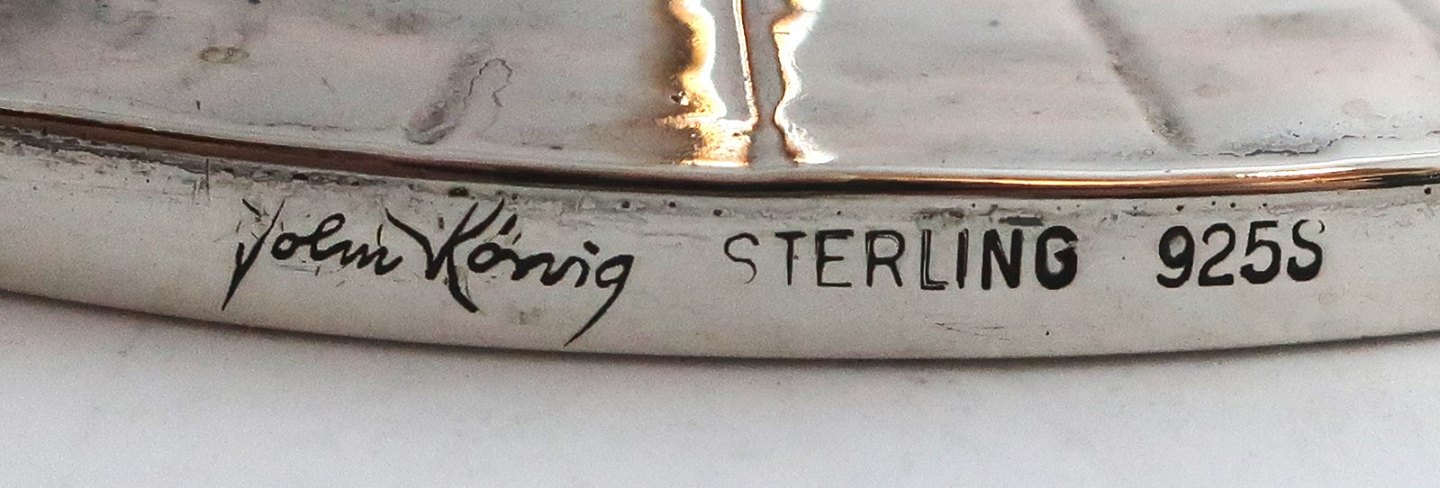 John König STERLING 925S